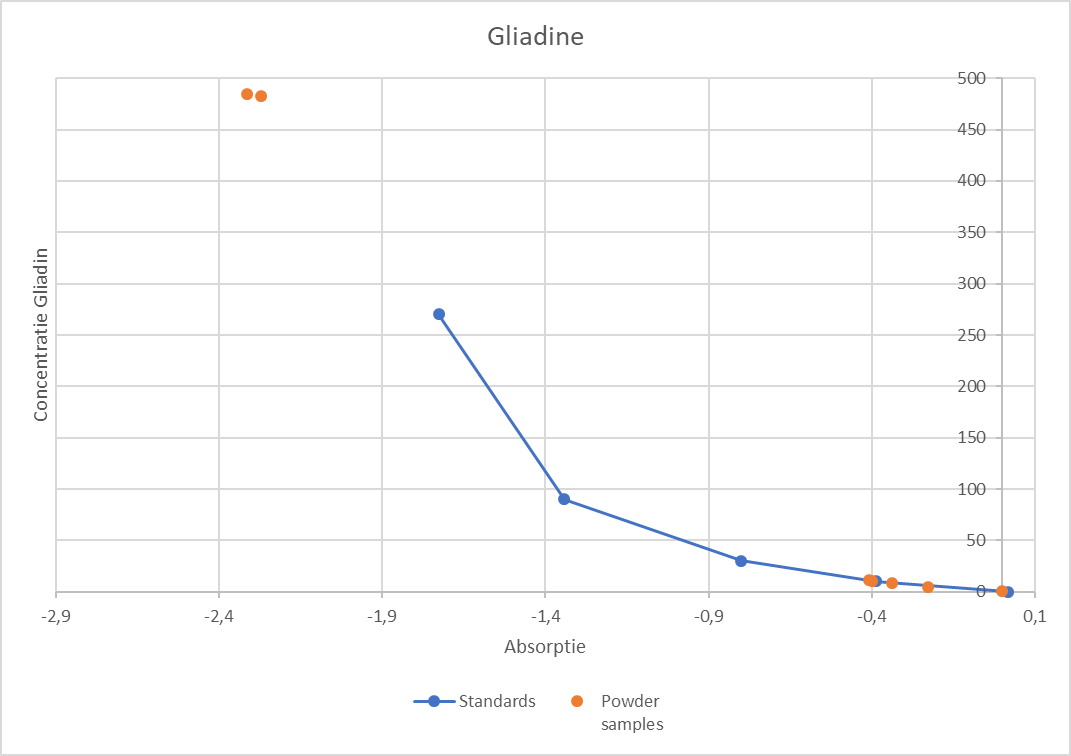 Gliadine
500
450
400
350
300
250
200
150
100
50
0
Concentratie Gliadin
-2,9 -2,4 -1,9 -1,4 -0,9 -0,4 0,1
Absorptie
Standards Powder
samples